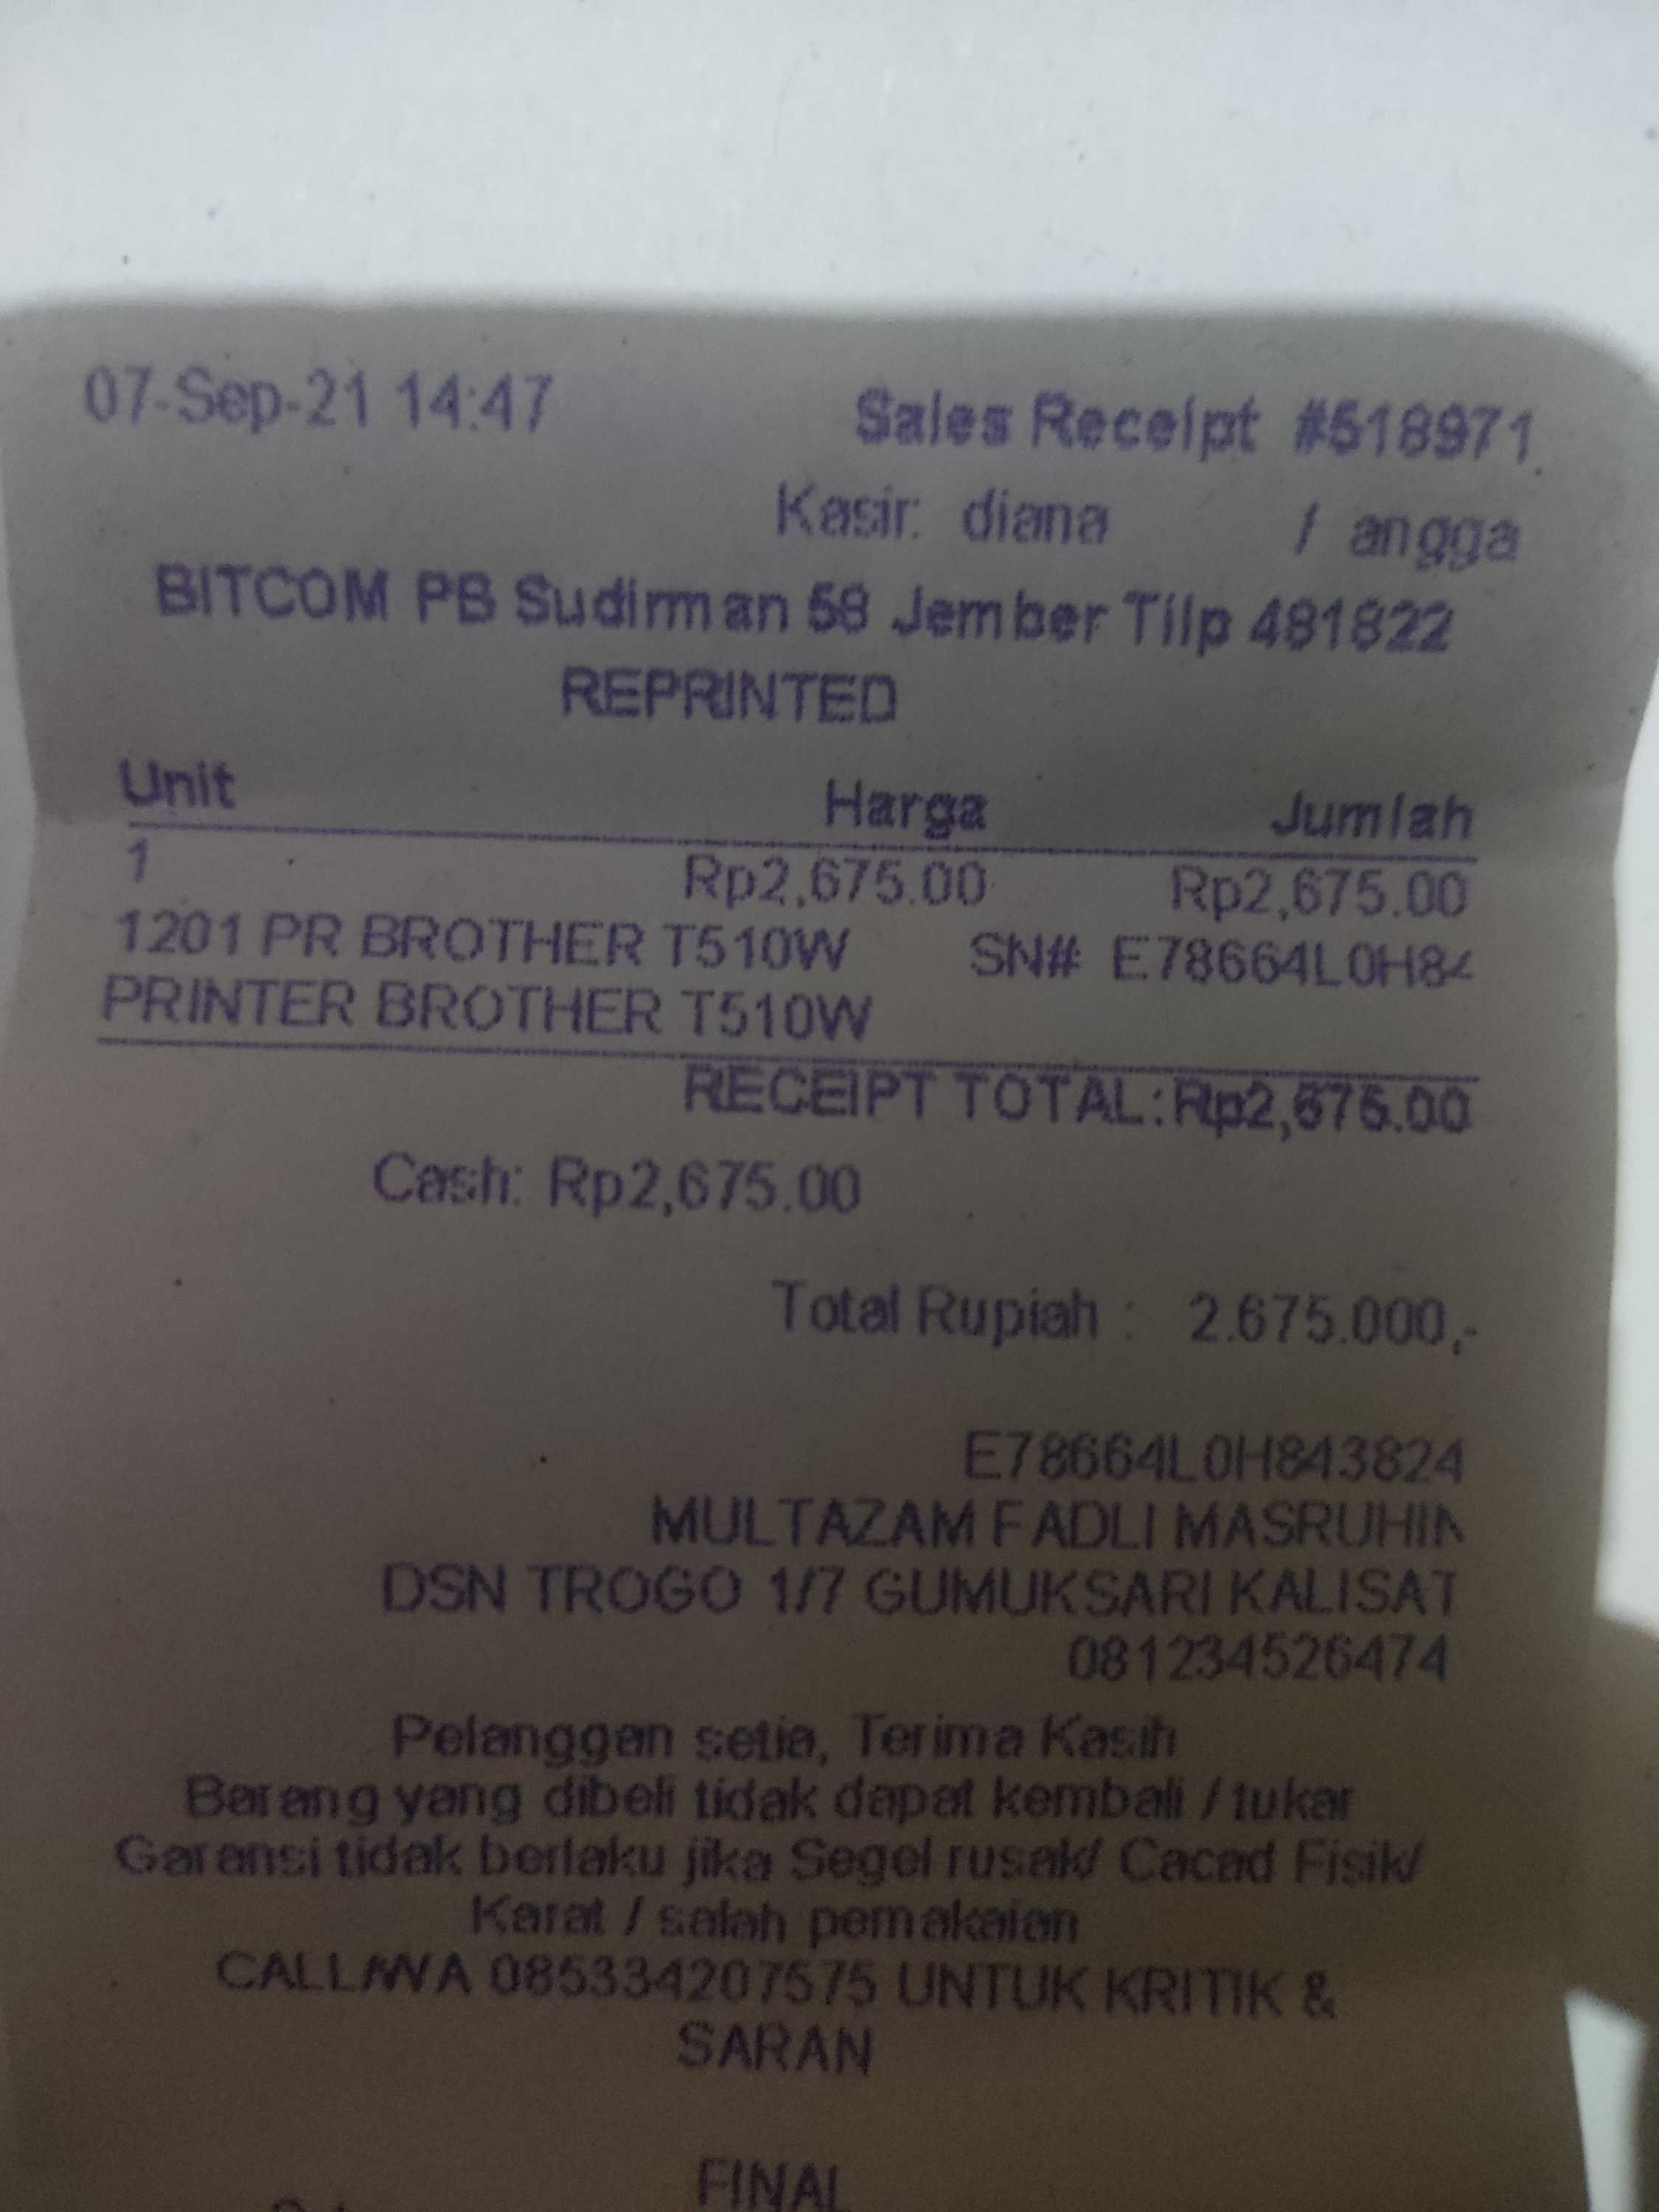 07-Sep-21 14:47 Sales Receipt #518971
Kasir: diana / angga
BITCOM PB Sudirman 58 Jember Tilp 481822
REPRINTED
Unit Harga Jumlah
1 Rp2,675.00 Rp2,675.00
1201 PR BROTHER T510W SN# E78664L0H84
PRINTER BROTHER T510W
RECEIPT TOTAL: Rp2,675.00
Cash: Rp2,675.00
Total Rupiah : 2.675.000,-
E78664L0H843824
MULTAZAM FADLI MASRUHIN
DSN TROGO 1/7 GUMUKSARI KALISAT
081234526474
Pelanggan setia, Terima Kasih
Barang yang dibeli tidak dapat kembali / tukar
Garansi tidak berlaku jika Segel rusak/ Cacad Fisik/
Karat / salah pemakaian
CALL/WA 085334207575 UNTUK KRITIK &
SARAN
FINAL